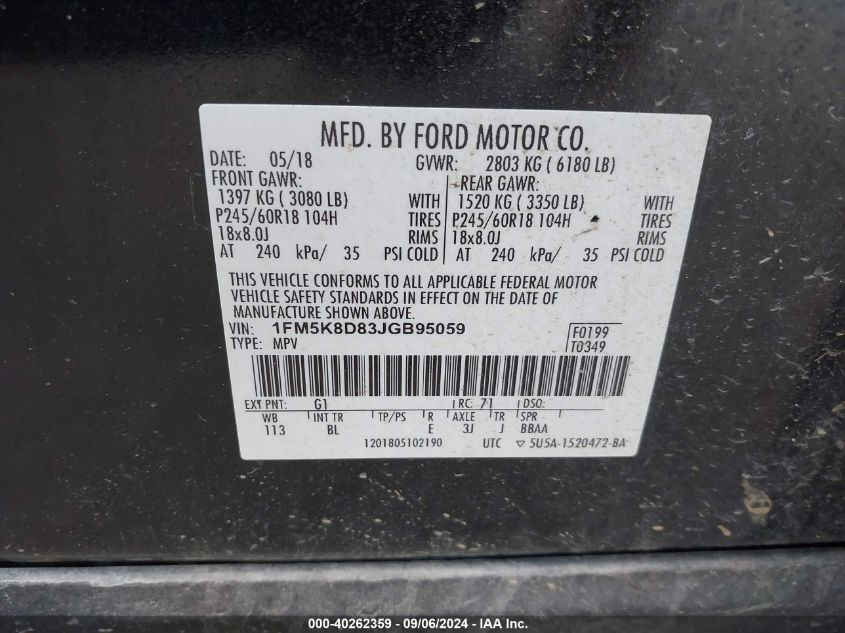 MFD. BY FORD MOTOR CO.
DATE: 05/18 GVWR: 2803 KG ( 6180 LB)
FRONT GAWR: REAR GAWR:
1397 KG ( 3080 LB) WITH 1520 KG ( 3350 LB) WITH
P245/60R18 104H TIRES P245/60R18 104H TIRES
18x8.0J RIMS 18x8.0J RIMS
AT 240 kPa/ 35 PSI COLD AT 240 kPa/ 35 PSI COLD
THIS VEHICLE CONFORMS TO ALL APPLICABLE FEDERAL MOTOR
VEHICLE SAFETY STANDARDS IN EFFECT ON THE DATE OF
MANUFACTURE SHOWN ABOVE.
VIN: 1FM5K8D83JGB95059 F0199
TYPE: MPV T0349
EXT PNT: G1 RC: 71 DSO:
WB INT TR TP/PS R AXLE TR SPR
113 BL E 3J J BBAA
1201805102190 UTC ▽ 5U5A-1520472-BA
000-40262359 - 09/06/2024 - IAA Inc.